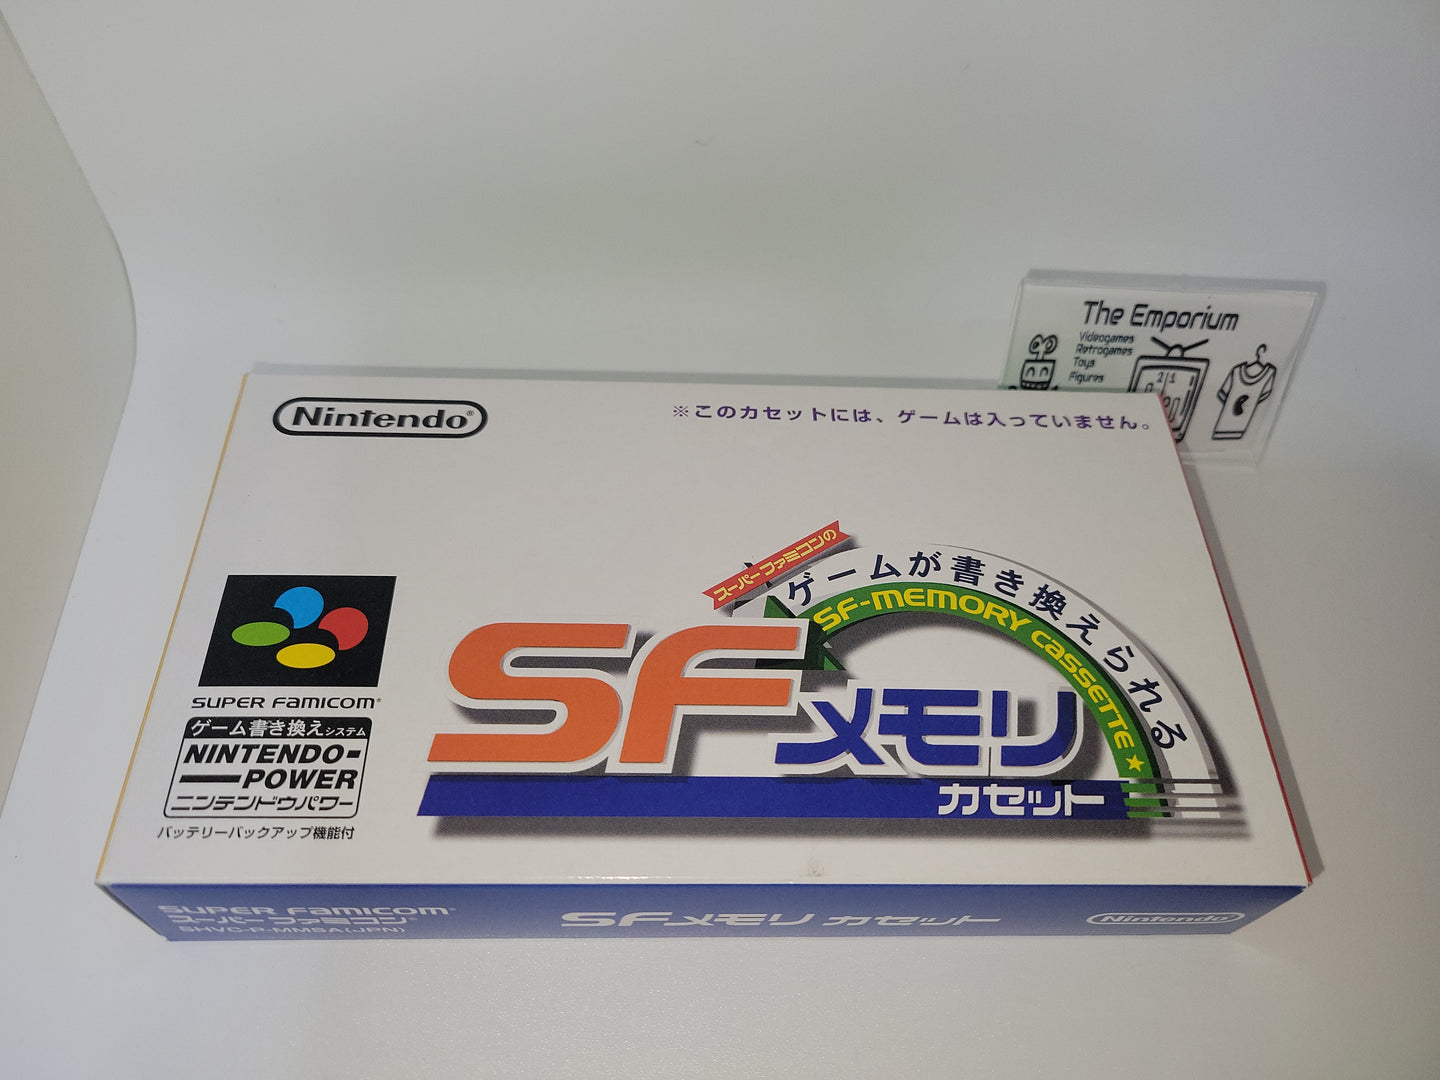 The Emporium
Videogames
Retrogames
Toys
Figures
Nintendo®
※このカセットには、ゲームは入っていません。
スーパーファミコンの
ゲームが書き換えられる
SF-MEMORY CASSETTE★
SFメモリ
カセット
SUPER FAMICOM®
ゲーム書き換えシステム
NINTENDO-
POWER
ニンテンドウパワー
バッテリーバックアップ機能付
SUPER FAMICOM®
スーパーファミコン®
SHVC-P-MMSA(JPN)
SFメモリ カセット
Nintendo®